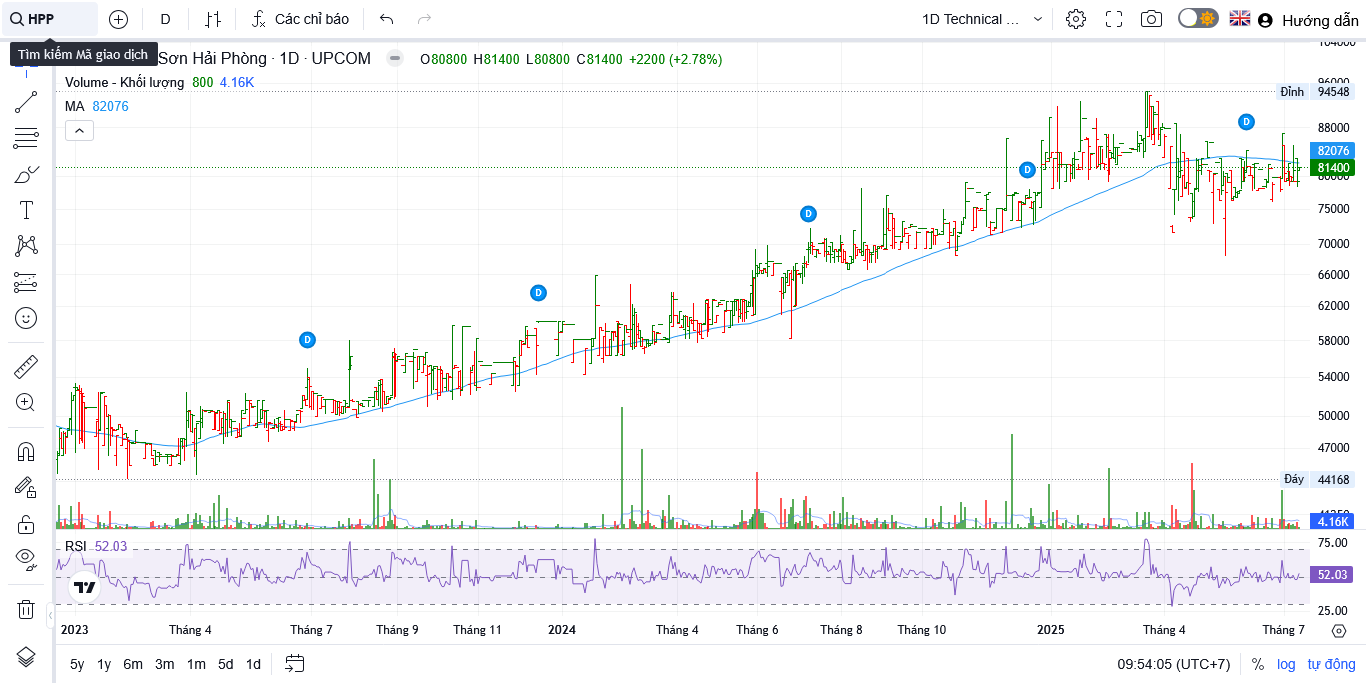 HPP D Các chỉ báo 1D Technical ... Hướng dẫn
Tìm kiếm Mã giao dịch
Sơn Hải Phòng · 1D · UPCOM O80800 H81400 L80800 C81400 +2200 (+2.78%)
Volume - Khối lượng 800 4.16K
MA 82076
96000
Đỉnh 94548
88000
82076
81400
80000
75000
70000
66000
62000
58000
54000
50000
47000
Đáy 44168
4.16K
D
D
D
D
D
RSI 52.03
75.00
52.03
25.00
2023 Tháng 4 Tháng 7 Tháng 9 Tháng 11 2024 Tháng 4 Tháng 6 Tháng 8 Tháng 10 2025 Tháng 4 Tháng 7
5y 1y 6m 3m 1m 5d 1d 09:54:05 (UTC+7) % log tự động